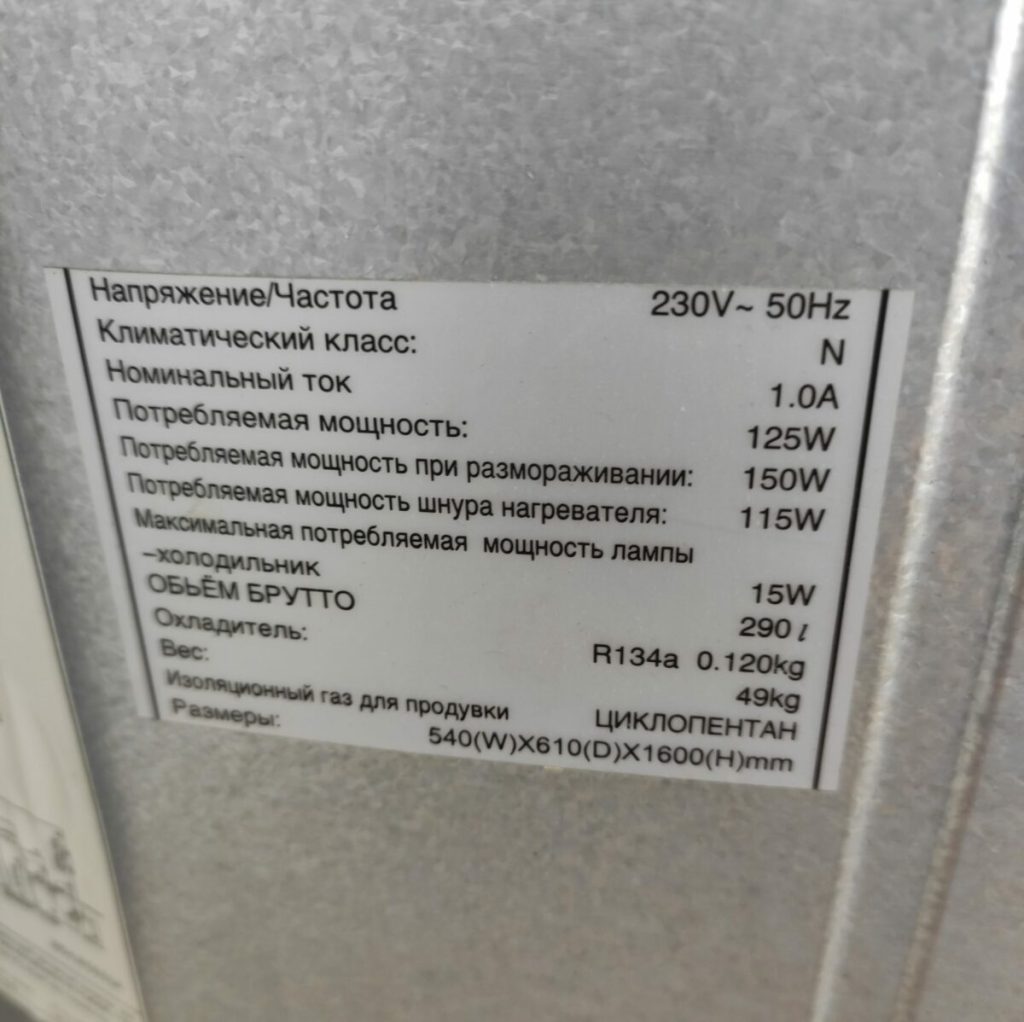 Напряжение/Частота 230V~ 50Hz
Климатический класс: N
Номинальный ток 1.0A
Потребляемая мощность: 125W
Потребляемая мощность при размораживании: 150W
Потребляемая мощность шнура нагревателя: 115W
Максимальная потребляемая мощность лампы
–холодильник 15W
ОБЬЁМ БРУТТО 290 l
Охладитель: R134a 0.120kg
Вес: 49kg
Изоляционный газ для продувки ЦИКЛОПЕНТАН
Размеры: 540(W)X610(D)X1600(H)mm